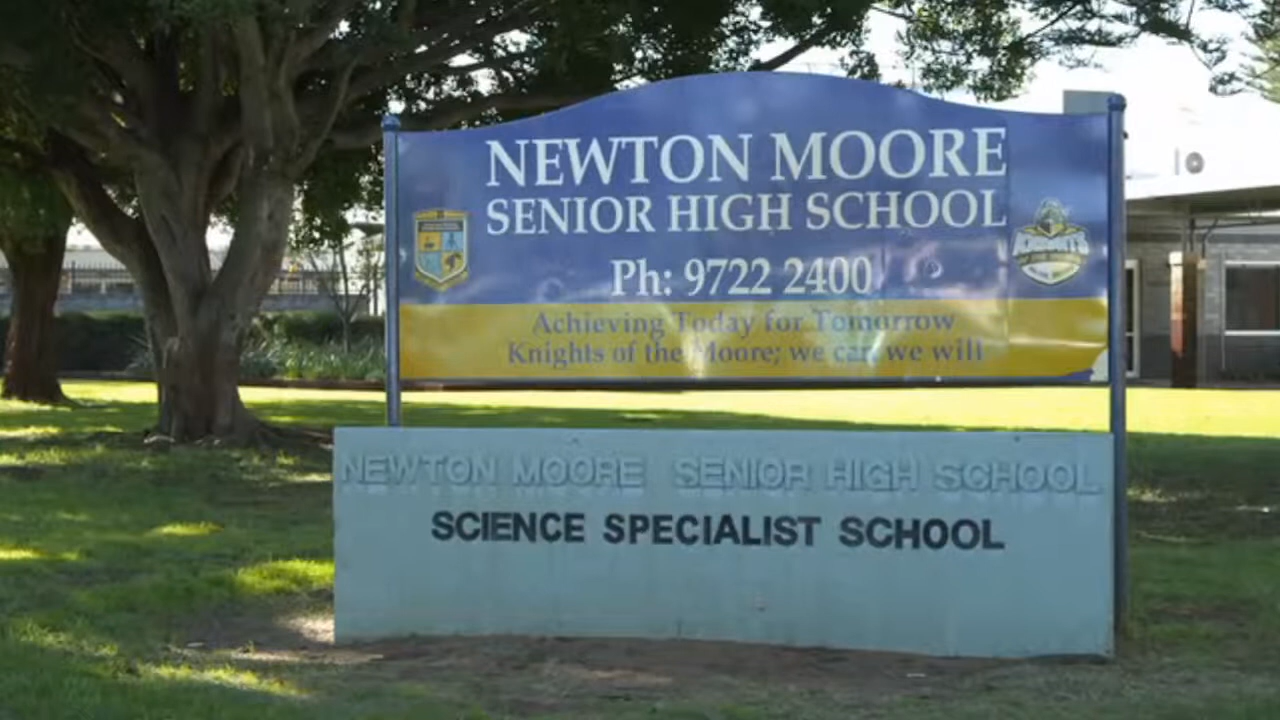 NEWTON MOORE
SENIOR HIGH SCHOOL
Ph: 9722 2400
KNIGHTS
Achieving Today for Tomorrow
Knights of the Moore; we can, we will
NEWTON MOORE SENIOR HIGH SCHOOL
SCIENCE SPECIALIST SCHOOL